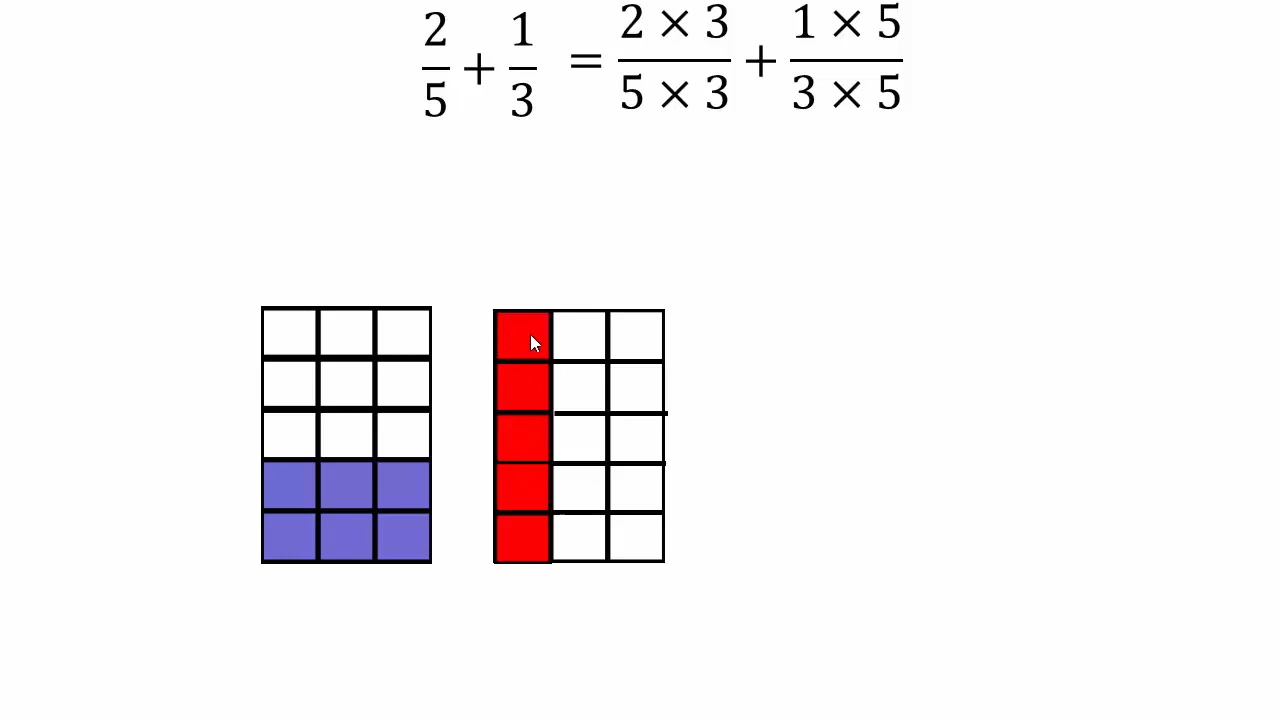 2/5 + 1/3 = 2 × 3/5 × 3 + 1 × 5/3 × 5